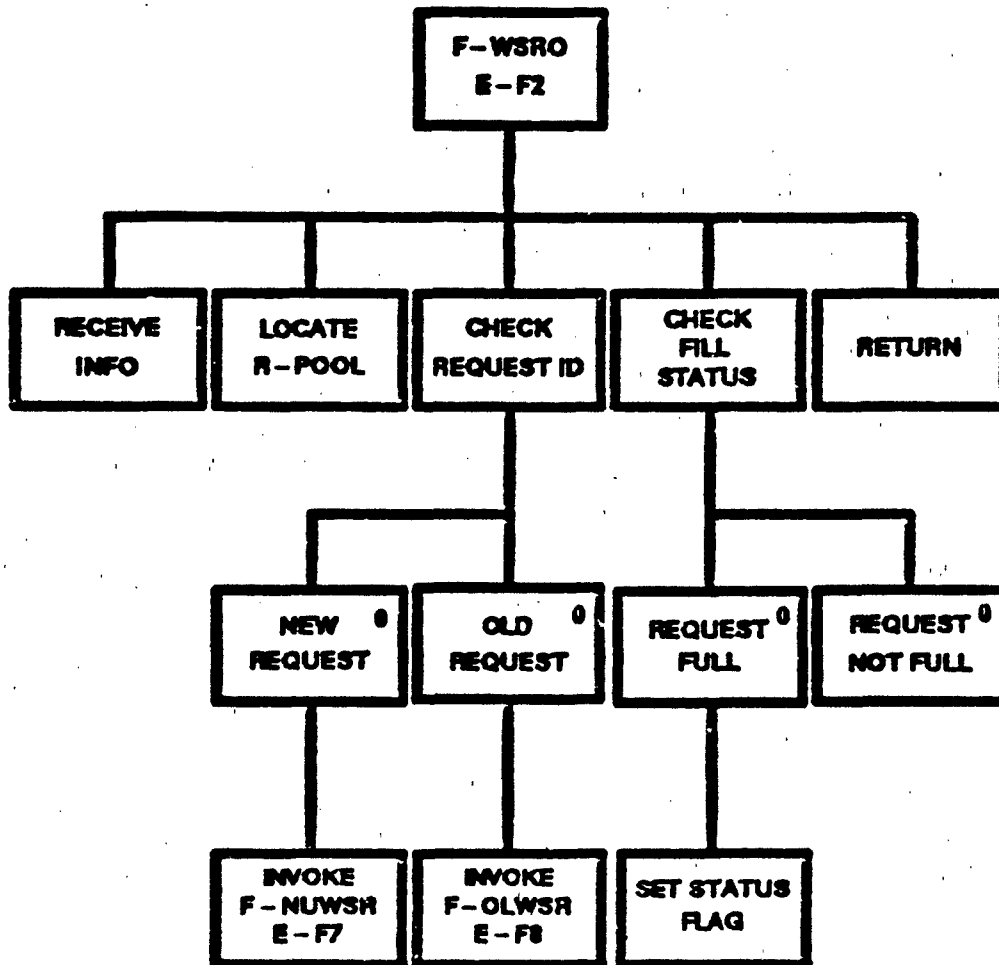 F-WSRO
E-F2
RECEIVE
INFO
LOCATE
R-POOL
CHECK
REQUEST ID
CHECK
FILL
STATUS
RETURN
NEW 0
REQUEST
OLD 0
REQUEST
REQUEST 0
FULL
REQUEST 0
NOT FULL
INVOKE
F-NUWSR
E-F7
INVOKE
F-OLWSR
E-F8
SET STATUS
FLAG